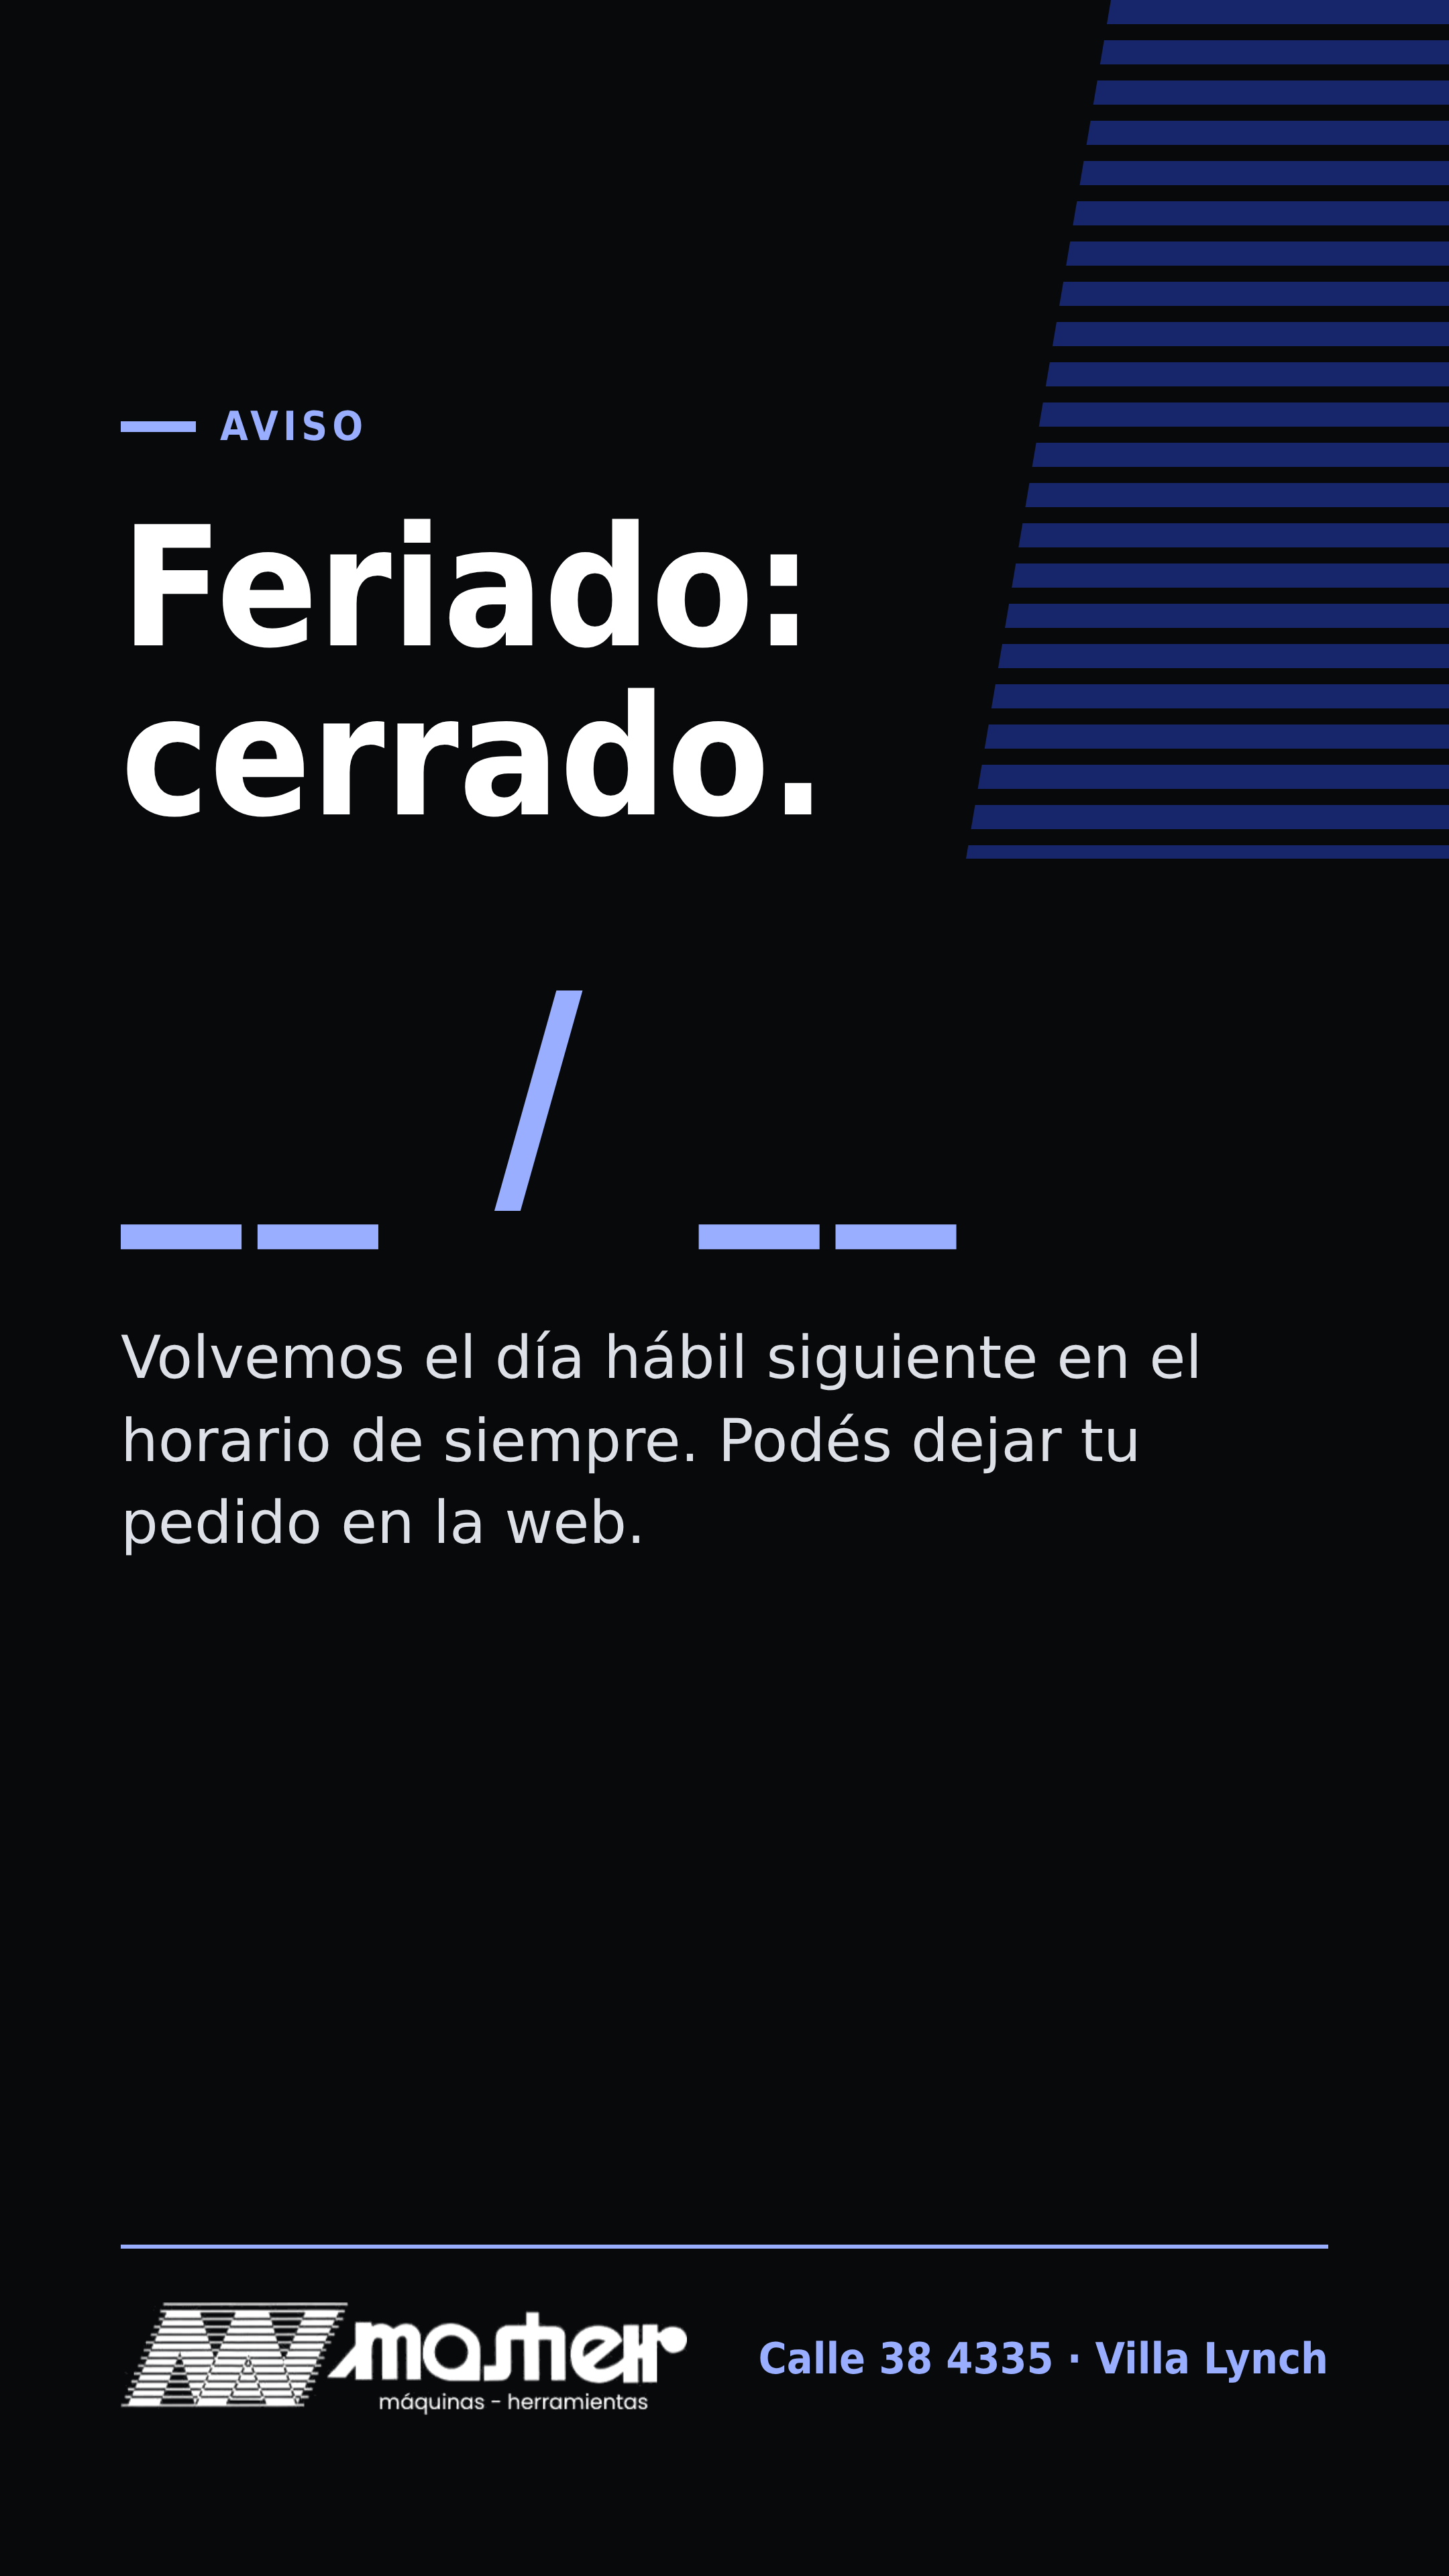 AVISO
Feriado:
cerrado.
__ / __
Volvemos el día hábil siguiente en el
horario de siempre. Podés dejar tu
pedido en la web.
master
máquinas - herramientas
Calle 38 4335 · Villa Lynch